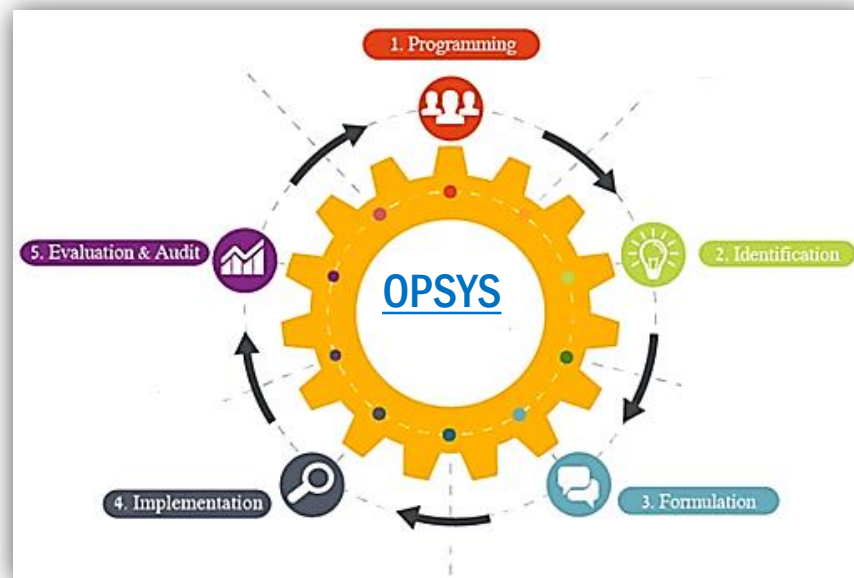 1. Programming
2. Identification
3. Formulation
4. Implementation
5. Evaluation & Audit
OPSYS